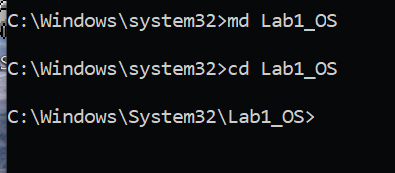 C:\Windows\system32>md Lab1_OS
C:\Windows\system32>cd Lab1_OS
C:\Windows\System32\Lab1_OS>